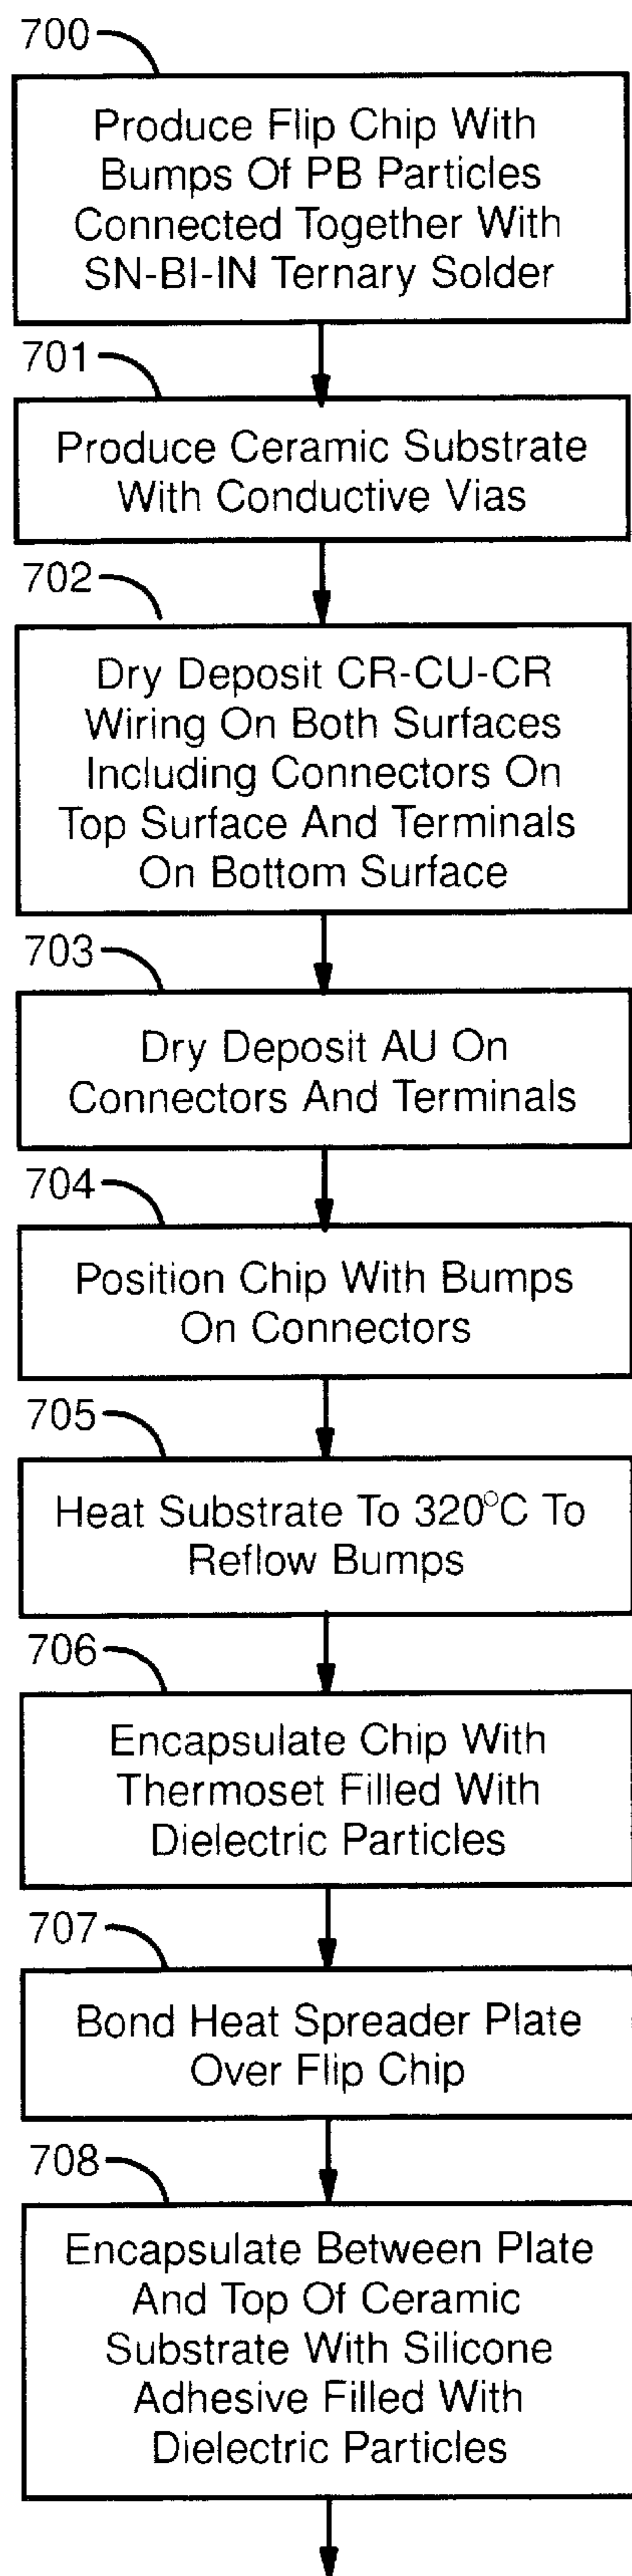 700
Produce Flip Chip With
Bumps Of PB Particles
Connected Together With
SN-BI-IN Ternary Solder
701
Produce Ceramic Substrate
With Conductive Vias
702
Dry Deposit CR-CU-CR
Wiring On Both Surfaces
Including Connectors On
Top Surface And Terminals
On Bottom Surface
703
Dry Deposit AU On
Connectors And Terminals
704
Position Chip With Bumps
On Connectors
705
Heat Substrate To 320°C To
Reflow Bumps
706
Encapsulate Chip With
Thermoset Filled With
Dielectric Particles
707
Bond Heat Spreader Plate
Over Flip Chip
708
Encapsulate Between Plate
And Top Of Ceramic
Substrate With Silicone
Adhesive Filled With
Dielectric Particles